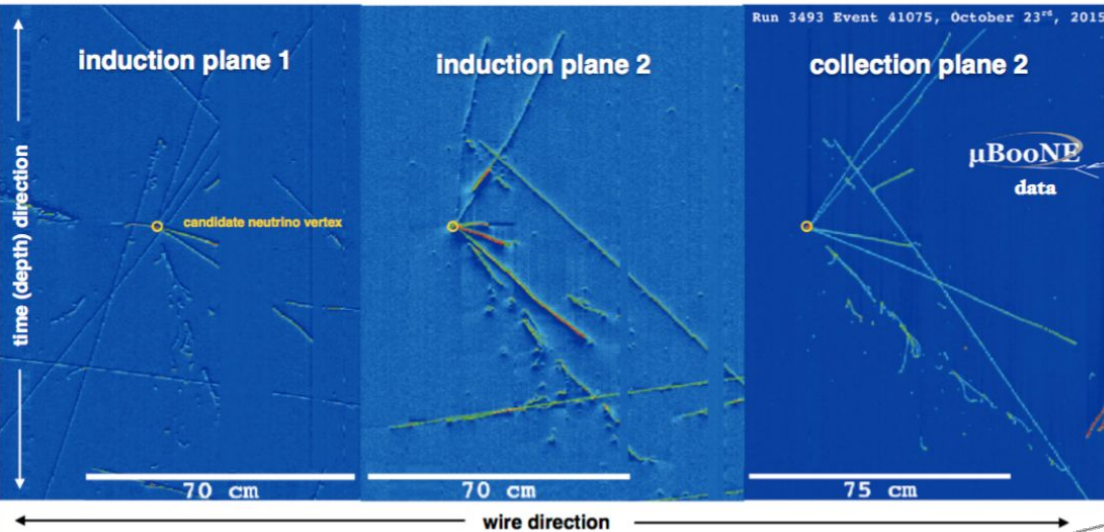 Run 3493 Event 41075, October 23rd, 2015
induction plane 1
induction plane 2
collection plane 2
µBooNE
data
time (depth) direction
candidate neutrino vertex
70 cm
70 cm
75 cm
wire direction